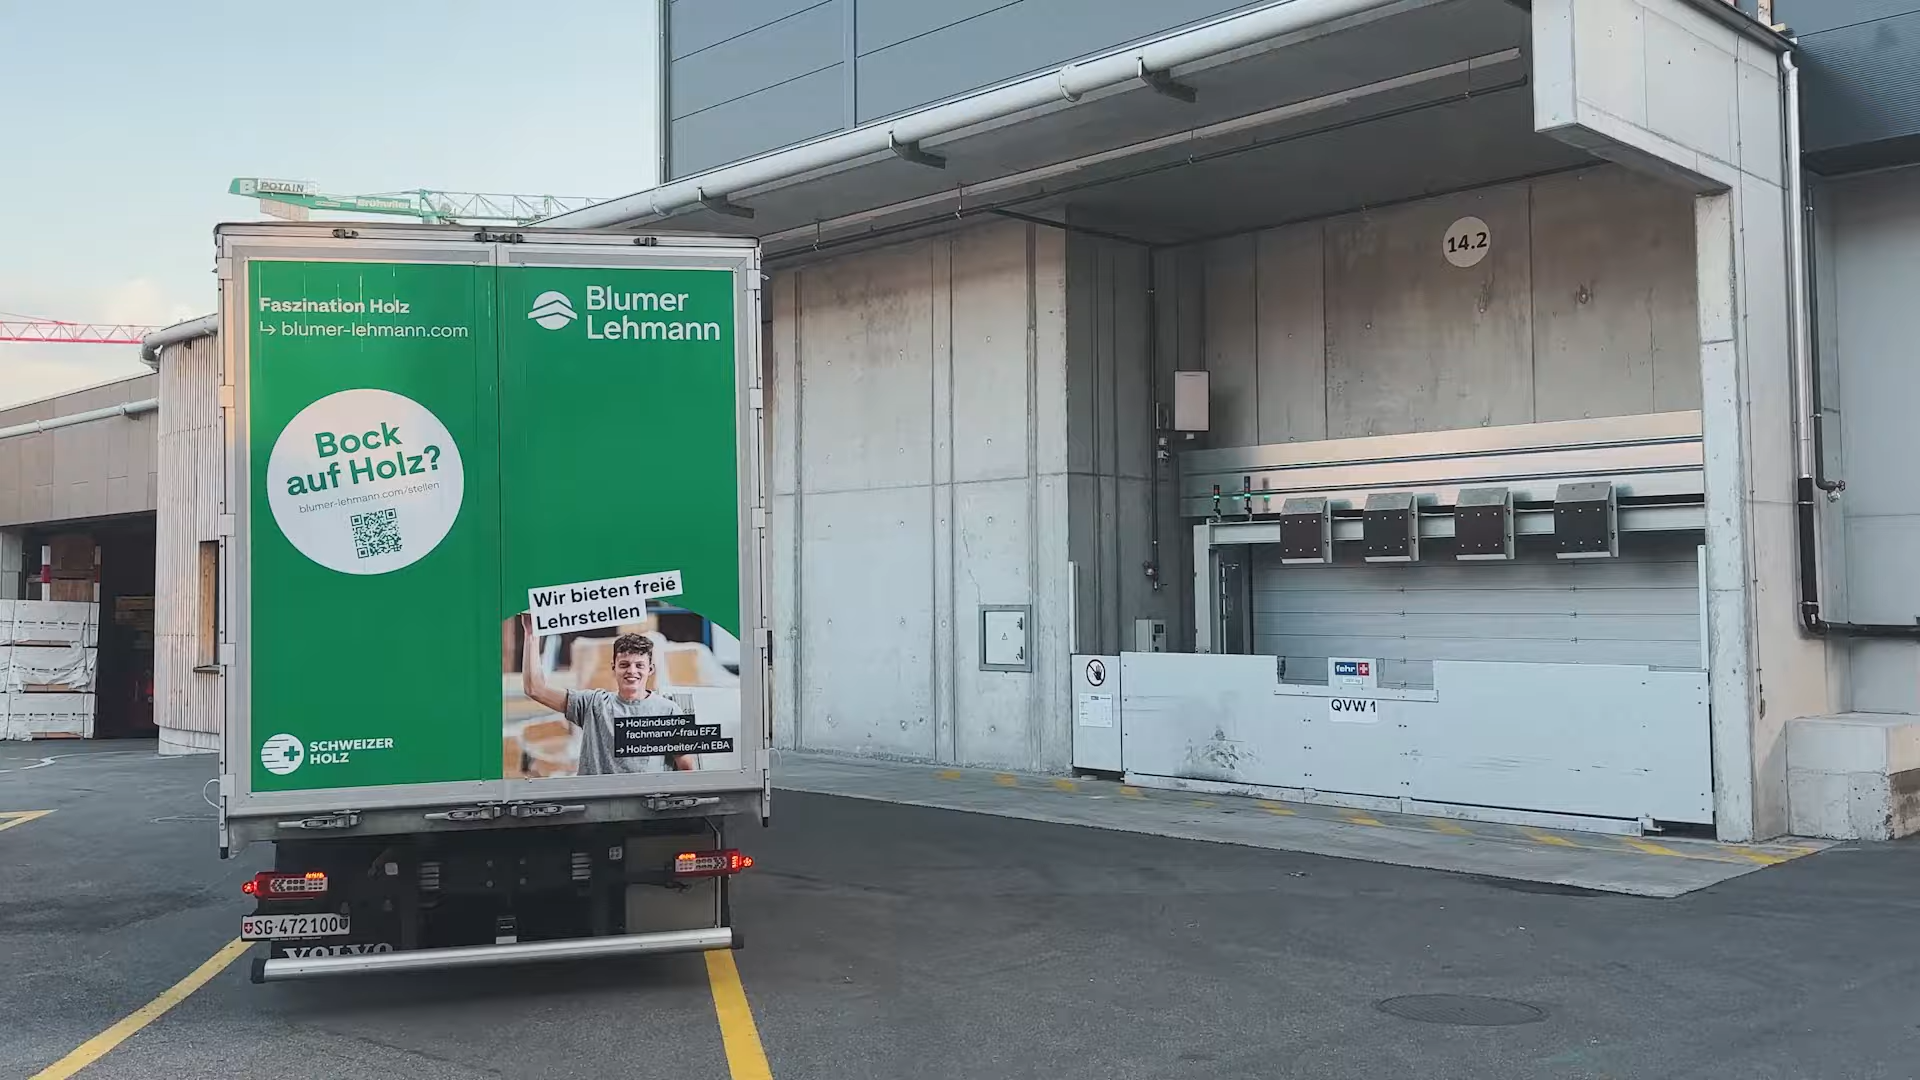 POTAIN
Brühwiler
Faszination Holz
↳ blumer-lehmann.com
Blumer
Lehmann
Bock
auf Holz?
blumer-lehmann.com/stellen
Wir bieten freie
Lehrstellen
→ Holzindustrie-
fachmann/-frau EFZ
→ Holzbearbeiter/-in EBA
SCHWEIZER
HOLZ
SG·472100
VOLVO
14.2
fehr
QVW 1